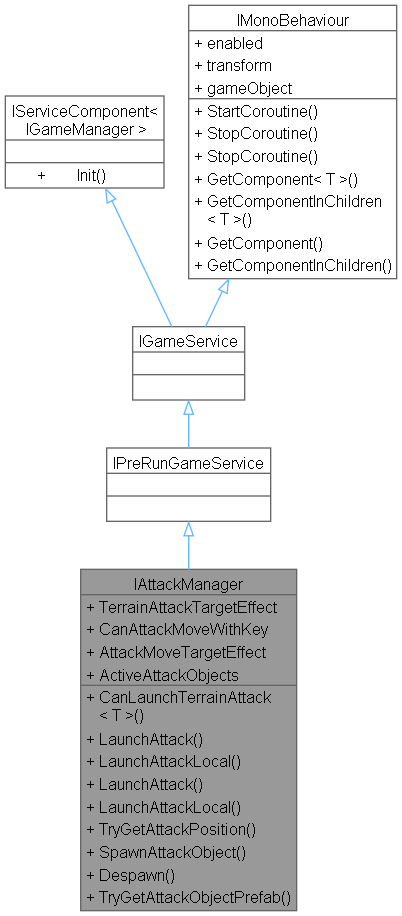 IMonoBehaviour
+ enabled
+ transform
+ gameObject
+ StartCoroutine()
+ StopCoroutine()
+ StopCoroutine()
+ GetComponent< T >()
+ GetComponentInChildren
< T >()
+ GetComponent()
+ GetComponentInChildren()
IServiceComponent<
IGameManager >
+ Init()
IGameService
IPreRunGameService
IAttackManager
+ TerrainAttackTargetEffect
+ CanAttackMoveWithKey
+ AttackMoveTargetEffect
+ ActiveAttackObjects
+ CanLaunchTerrainAttack
< T >()
+ LaunchAttack()
+ LaunchAttackLocal()
+ LaunchAttack()
+ LaunchAttackLocal()
+ TryGetAttackPosition()
+ SpawnAttackObject()
+ Despawn()
+ TryGetAttackObjectPrefab()